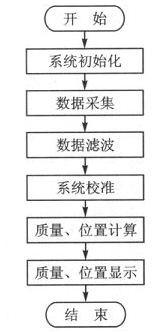 开 始
系统初始化
数据采集
数据滤波
系统校准
质量、位置计算
质量、位置显示
结 束